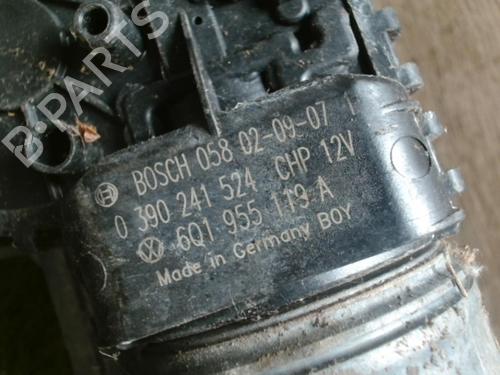 B-Parts
BOSCH 058 02-09-07 1
0 390 241 524 CHP 12V
6Q1 955 119 A
Made in Germany BOY